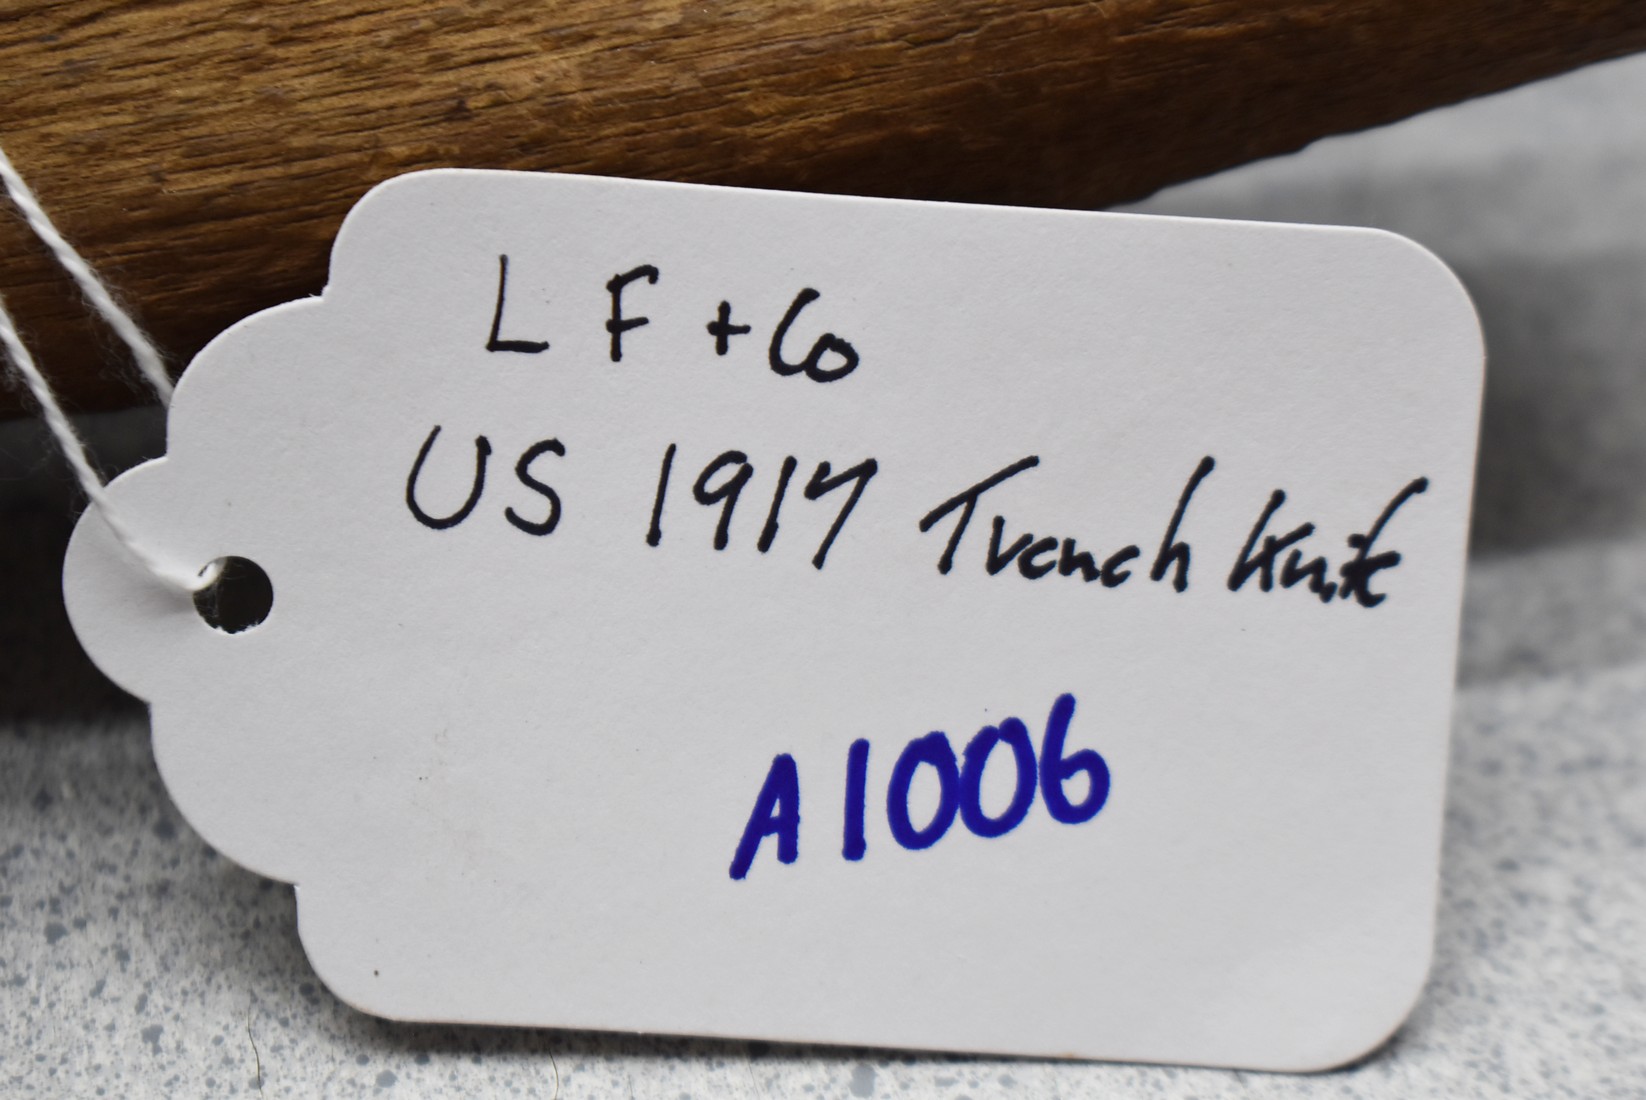 L F + Co
US 1917 Trench Knife
A1006